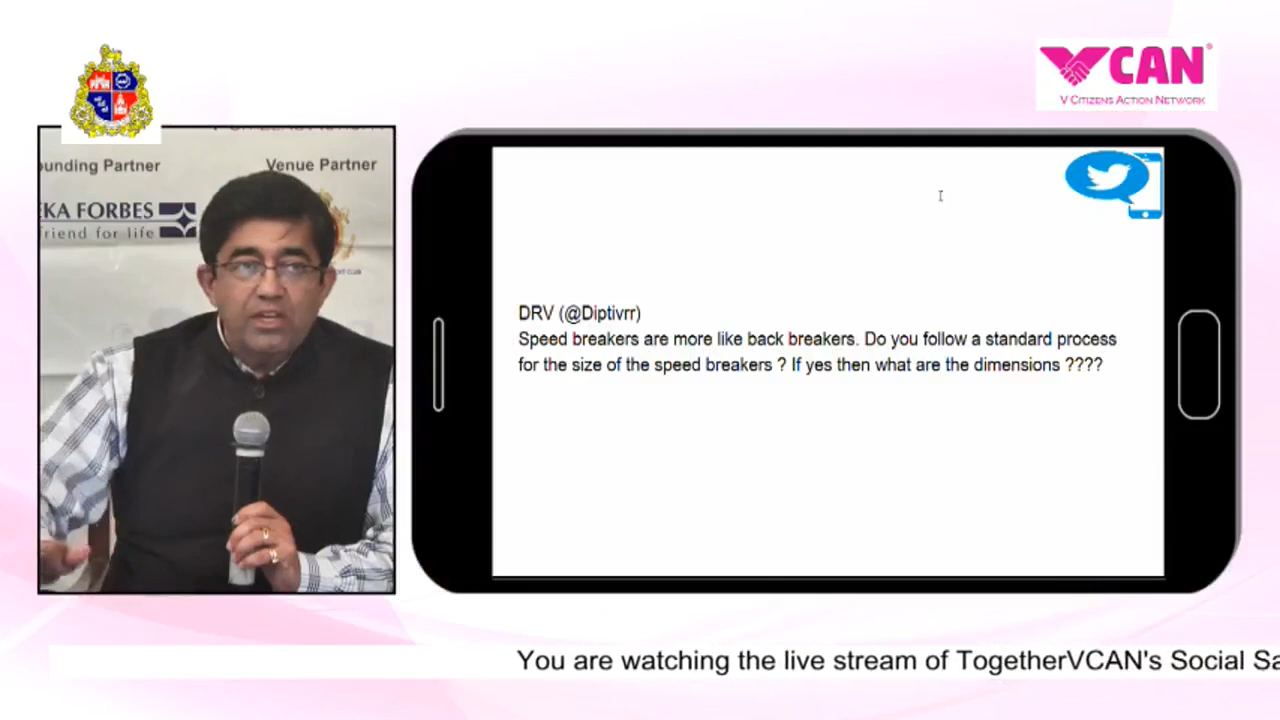 VCAN®
V CITIZENS ACTION NETWORK
ounding Partner
Venue Partner
EKA FORBES
friend for life
DRV (@Diptivrr)
Speed breakers are more like back breakers. Do you follow a standard process
for the size of the speed breakers ? If yes then what are the dimensions ????
You are watching the live stream of TogetherVCAN's Social Sa